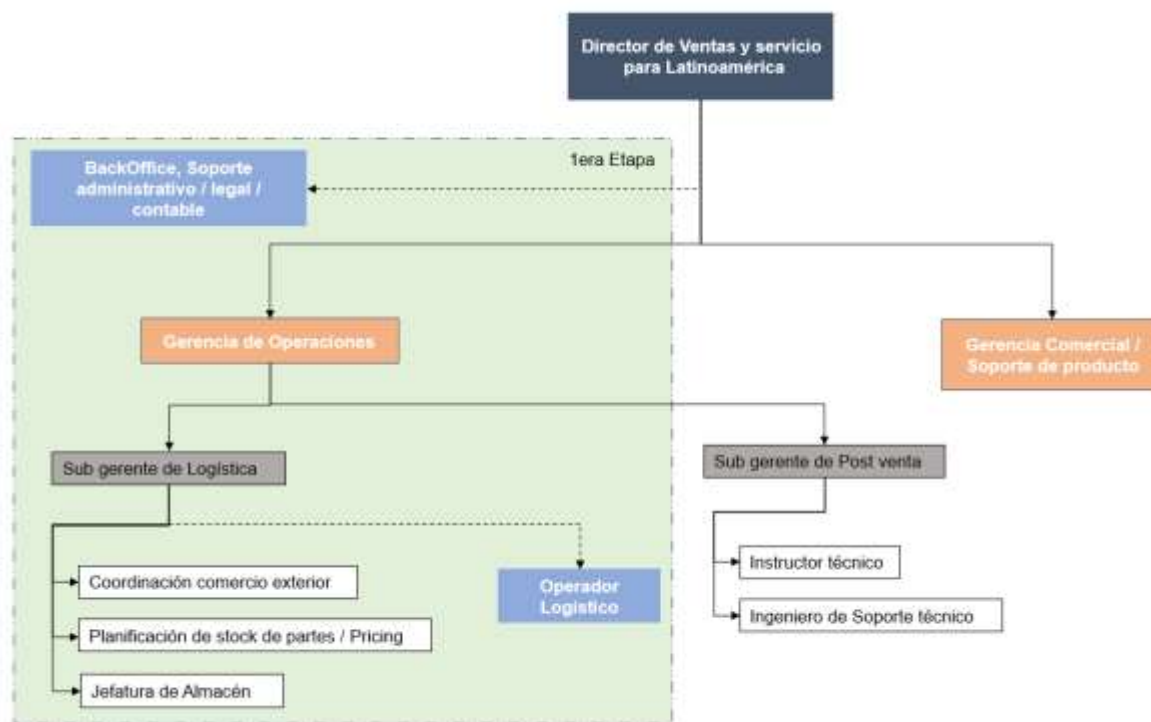 Director de Ventas y servicio
para Latinoamérica
1era Etapa
BackOffice, Soporte
administrativo / legal /
contable
Gerencia de Operaciones
Gerencia Comercial /
Soporte de producto
Sub gerente de Logística
Sub gerente de Post venta
Coordinación comercio exterior
Planificación de stock de partes / Pricing
Jefatura de Almacén
Operador
Logístico
Instructor técnico
Ingeniero de Soporte técnico